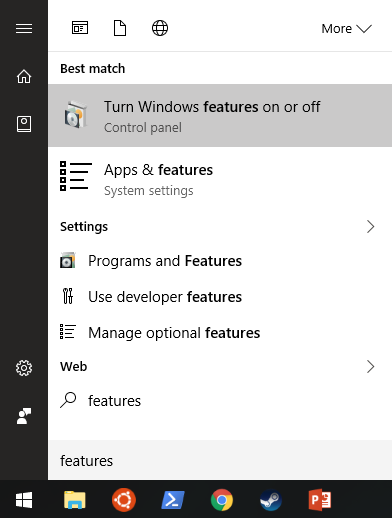 More
Best match
Turn Windows features on or off
Control panel
Apps & features
System settings
Settings
Programs and Features
Use developer features
Manage optional features
Web
features
features